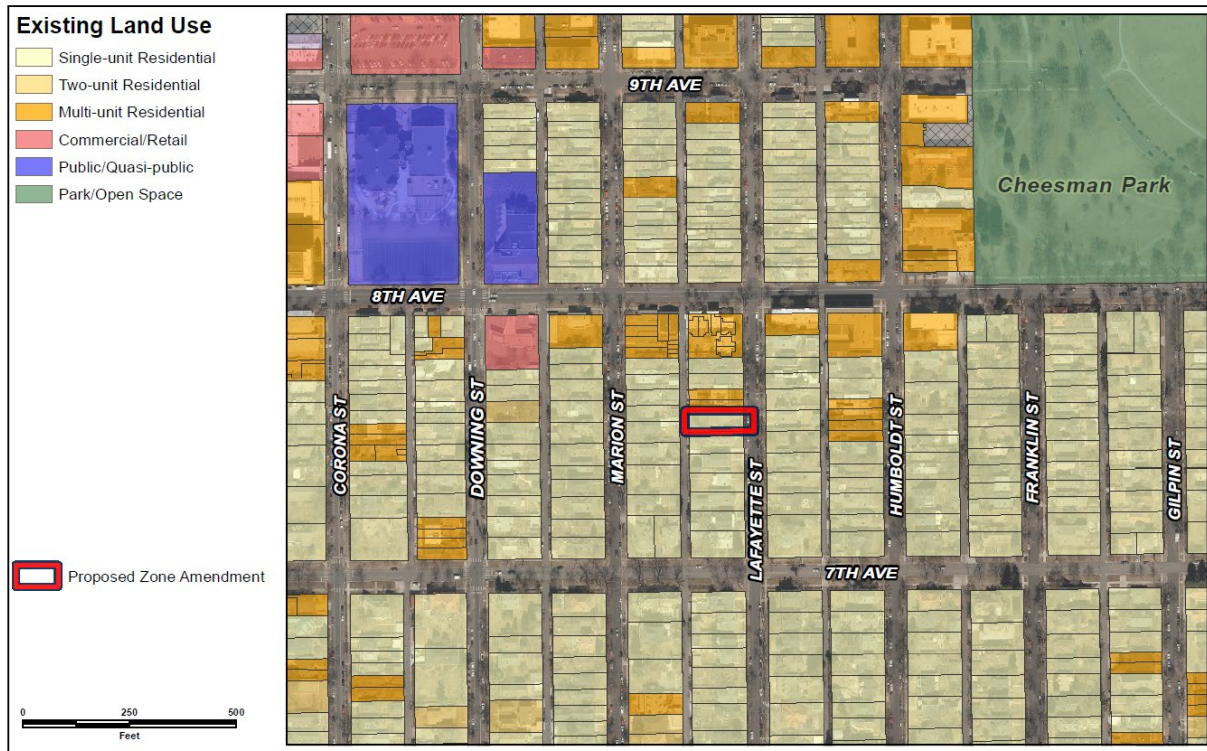 Existing Land Use
Single-unit Residential
Two-unit Residential
Multi-unit Residential
Commercial/Retail
Public/Quasi-public
Park/Open Space
Proposed Zone Amendment
0 250 500
Feet
9TH AVE
Cheesman Park
8TH AVE
CORONA ST
DOWNING ST
MARION ST
LAFAYETTE ST
HUMBOLDT ST
FRANKLIN ST
GILPIN ST
7TH AVE